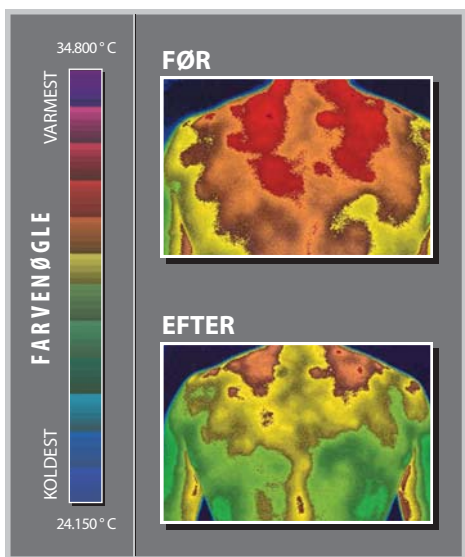 34.800°C
VARMEST
FARVENØGLE
KOLDEST
24.150°C
FØR
EFTER